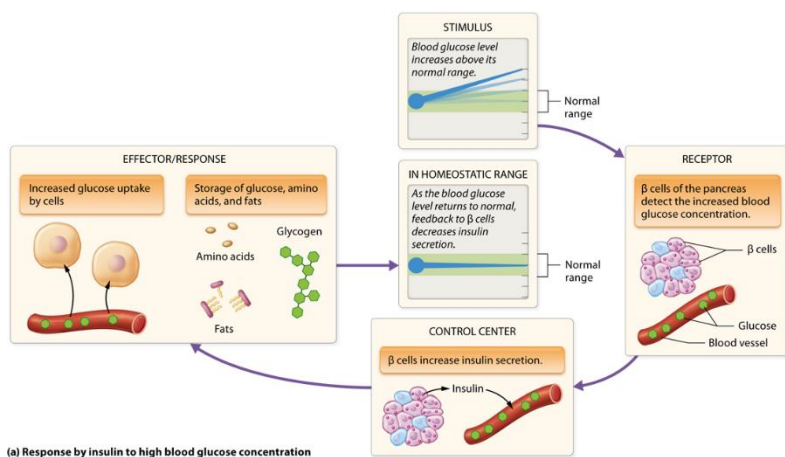 STIMULUS
Blood glucose level
increases above its
normal range.
Normal
range
EFFECTOR/RESPONSE
Increased glucose uptake
by cells
Storage of glucose, amino
acids, and fats
Glycogen
Amino acids
Fats
IN HOMEOSTATIC RANGE
As the blood glucose
level returns to normal,
feedback to β cells
decreases insulin
secretion.
Normal
range
RECEPTOR
β cells of the pancreas
detect the increased blood
glucose concentration.
β cells
Glucose
Blood vessel
CONTROL CENTER
β cells increase insulin secretion.
Insulin
(a) Response by insulin to high blood glucose concentration